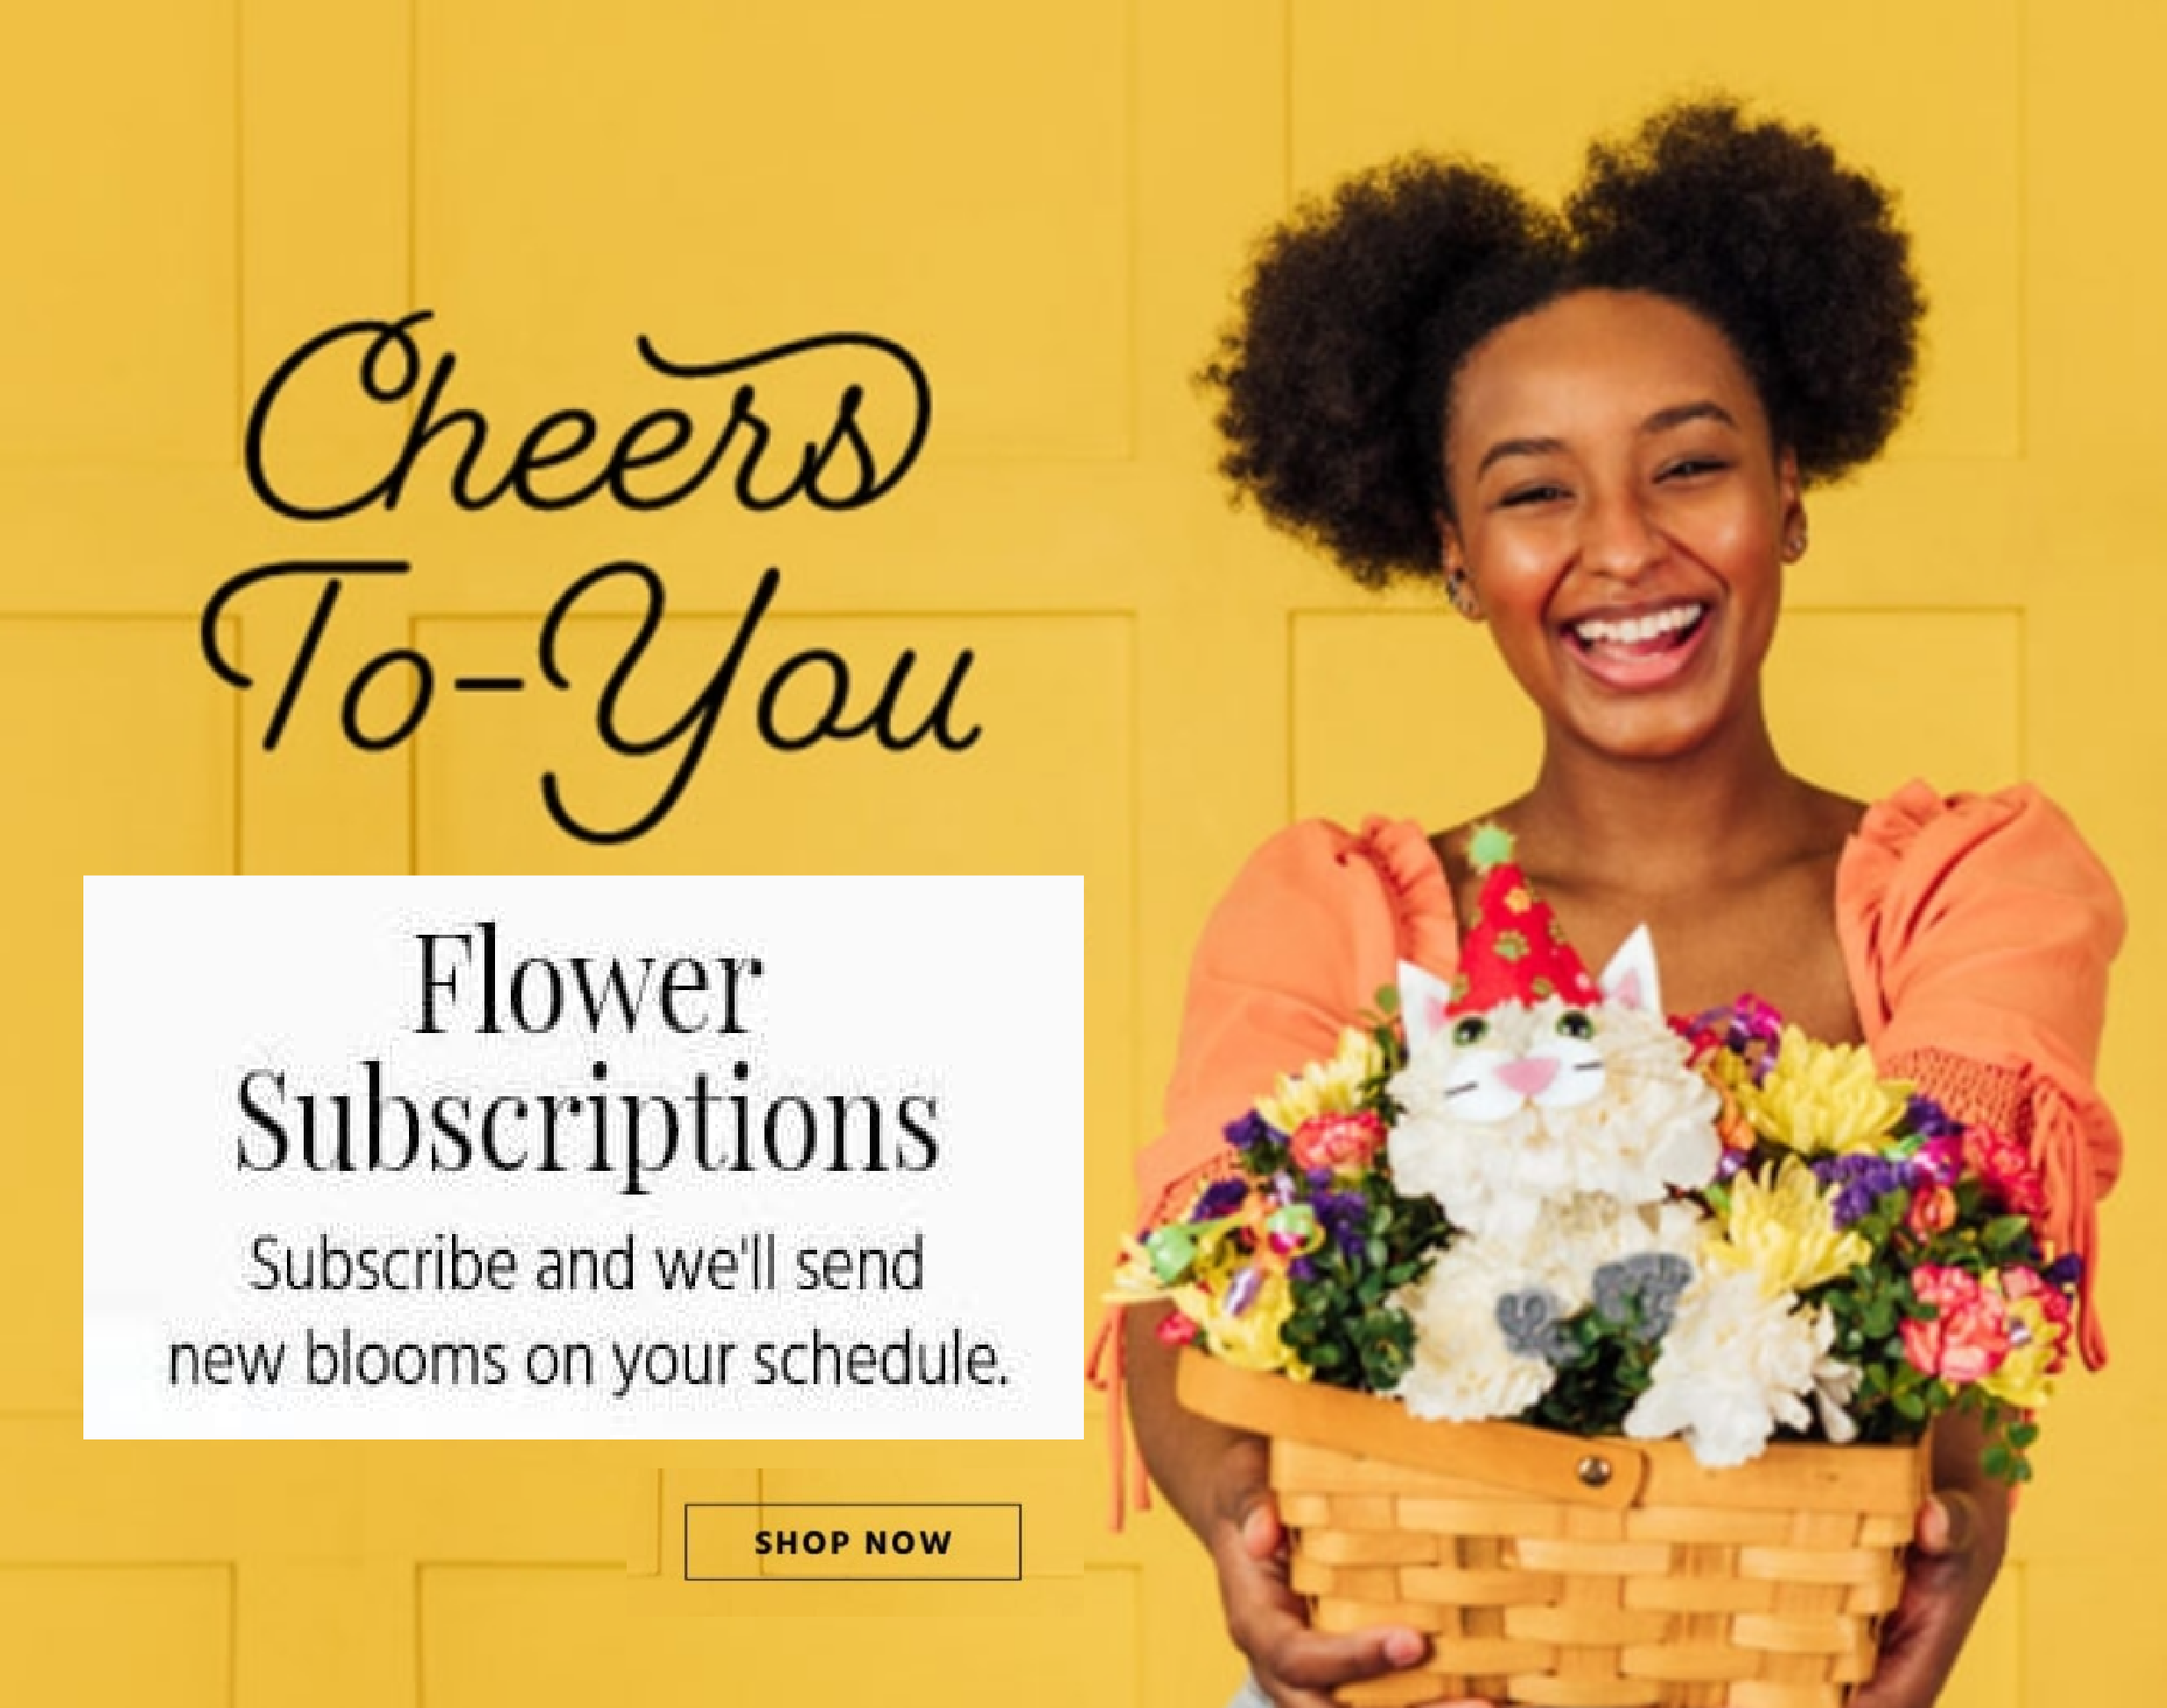 Cheers
To-You
Flower
Subscriptions
Subscribe and we'll send
new blooms on your schedule.
SHOP NOW